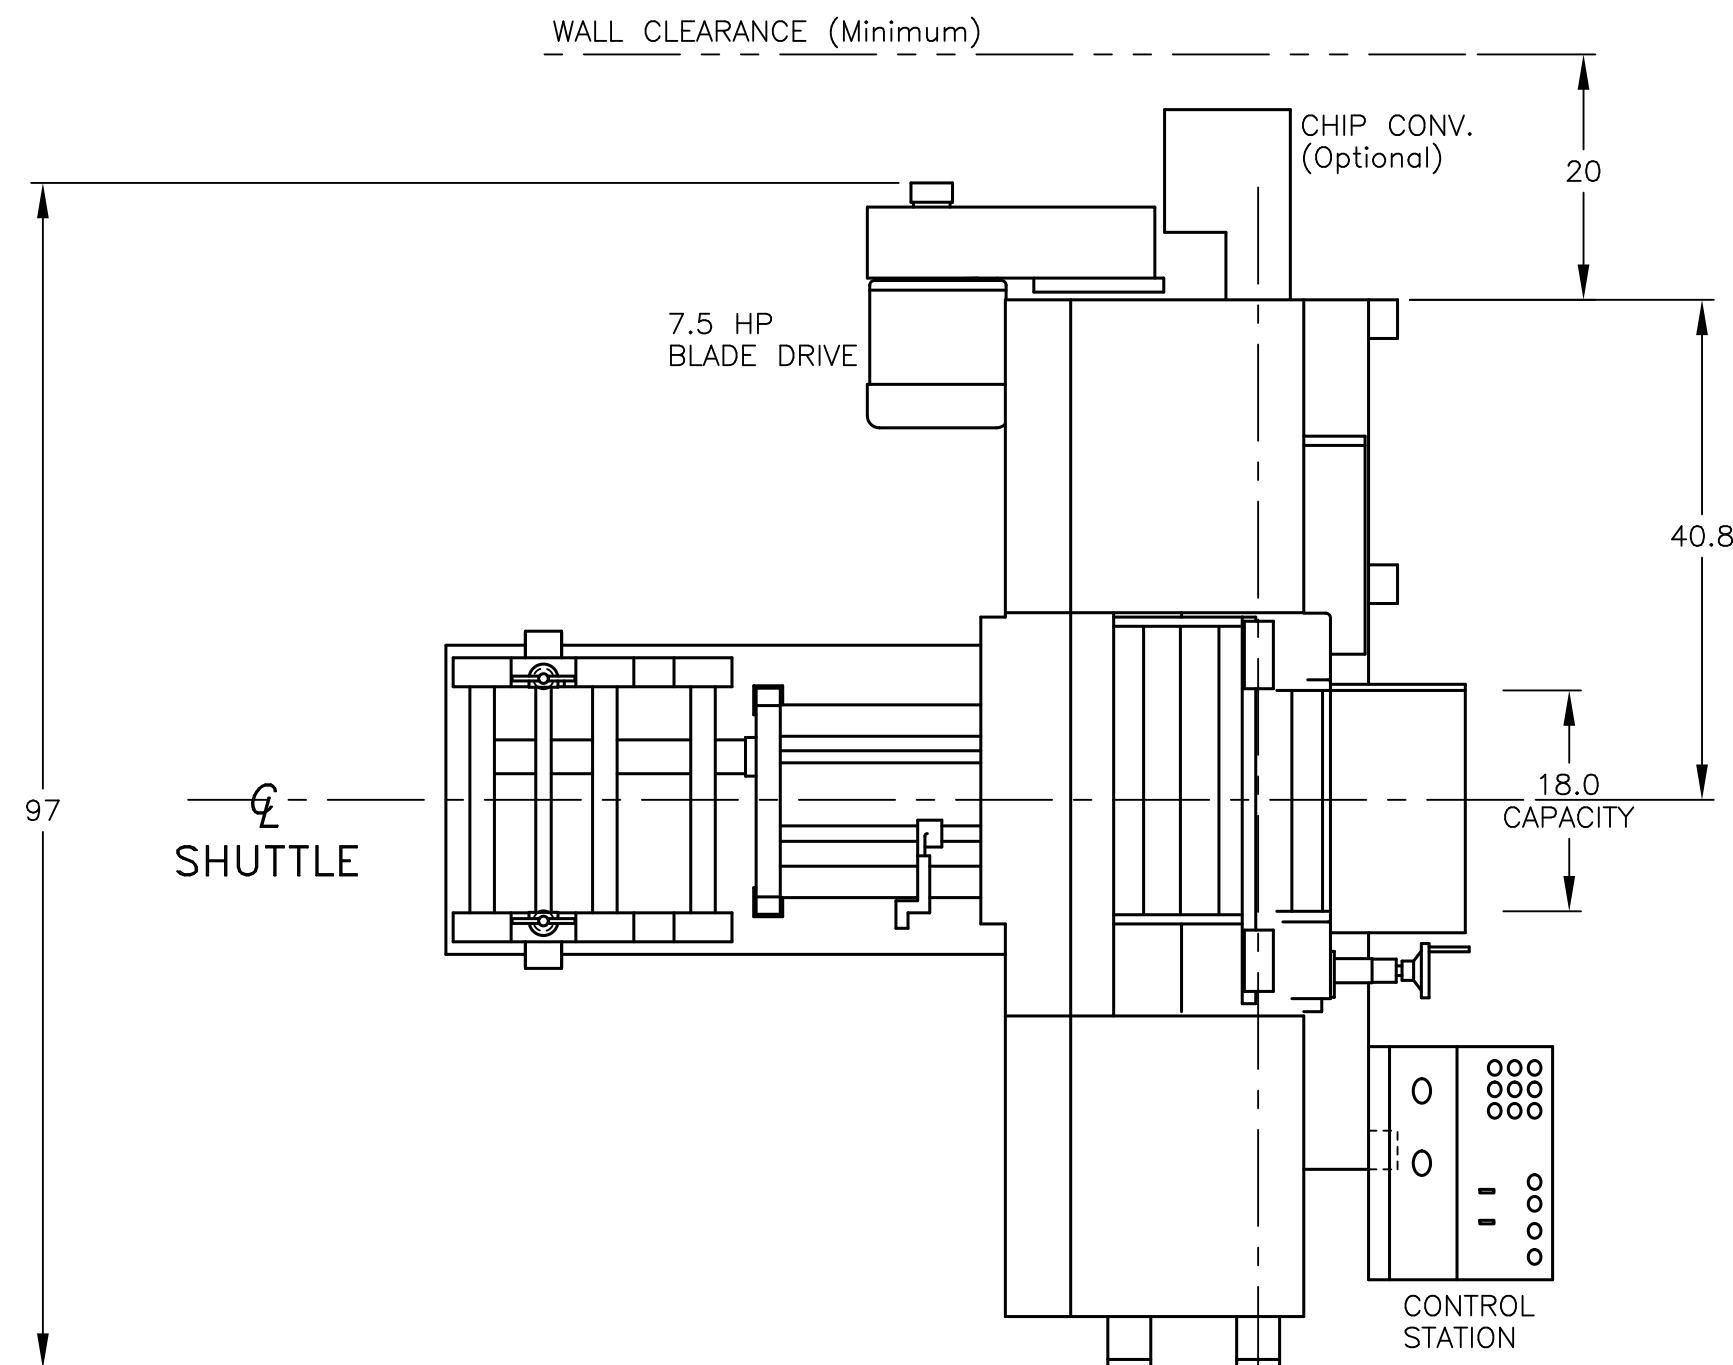 WALL CLEARANCE (Minimum)
CHIP CONV.
(Optional)
20
7.5 HP
BLADE DRIVE
40.8
97
℄
SHUTTLE
18.0
CAPACITY
CONTROL
STATION